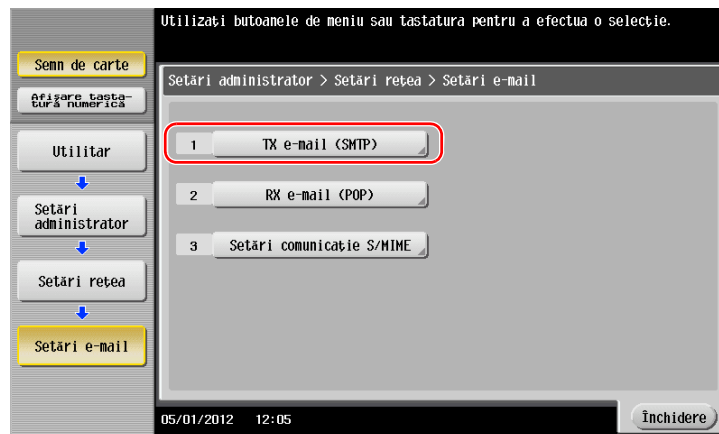 Utilizați butoanele de meniu sau tastatura pentru a efectua o selecție.
Semn de carte
Afișare tasta-
tură numerică
Utilitar
Setări
administrator
Setări rețea
Setări e-mail
Setări administrator > Setări rețea > Setări e-mail
1 TX e-mail (SMTP)
2 RX e-mail (POP)
3 Setări comunicație S/MIME
05/01/2012 12:05
Închidere